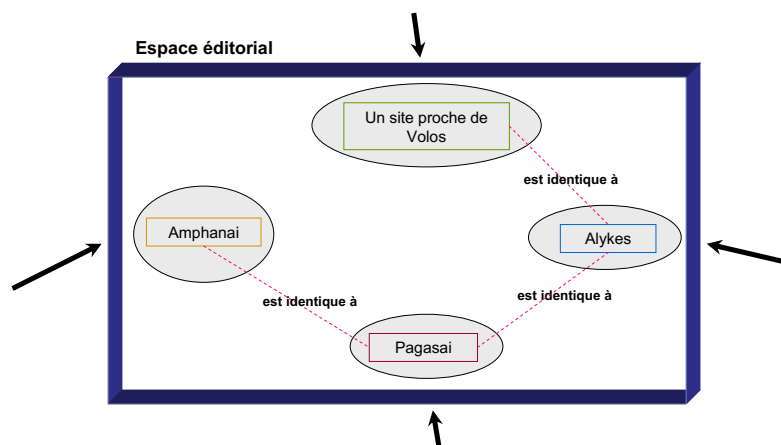 Espace éditorial
Un site proche de
Volos
est identique à
Amphanai
Alykes
est identique à
est identique à
Pagasai